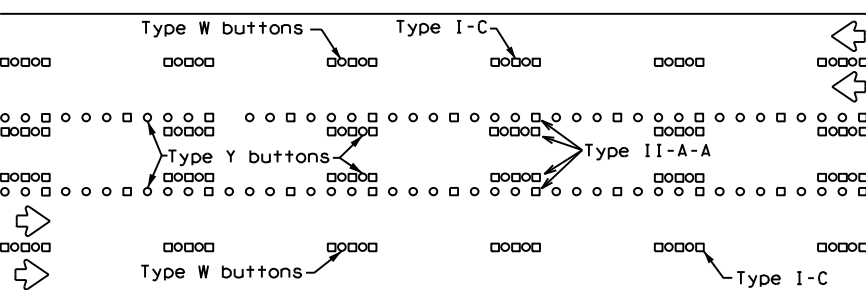 Type W buttons
Type I-C
Type Y buttons
Type II-A-A
Type W buttons
Type I-C